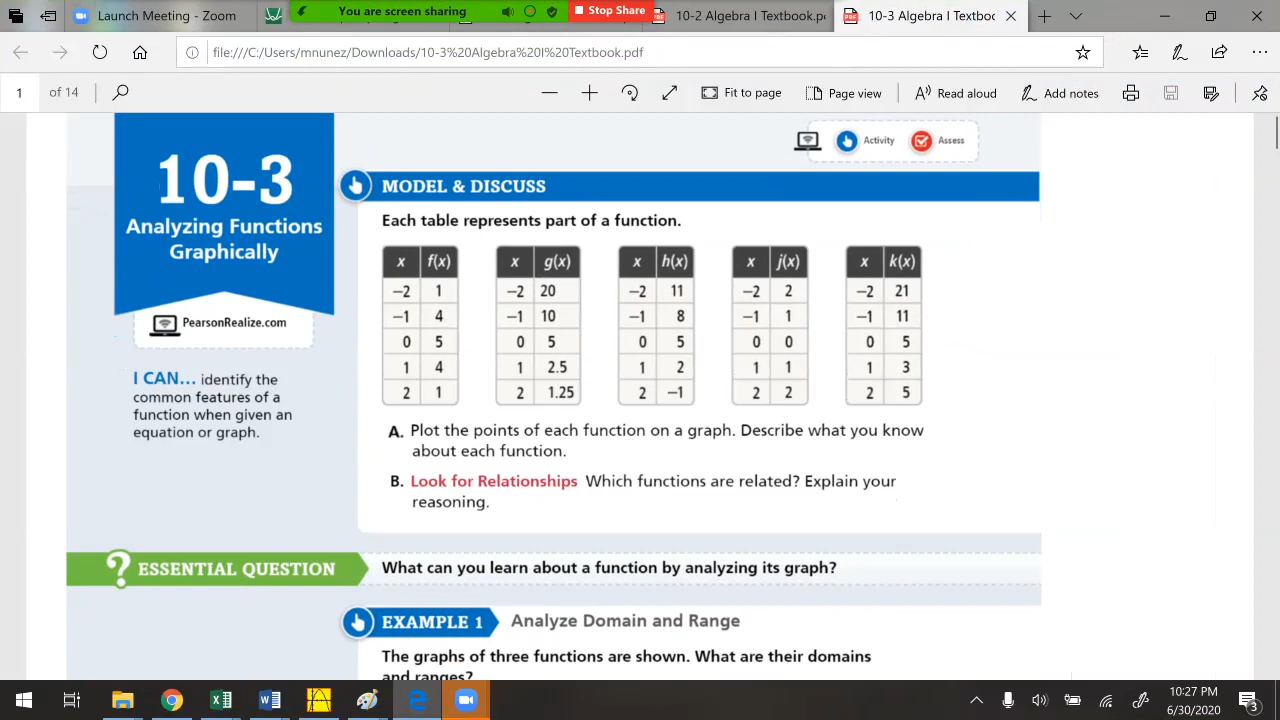 You are screen sharing
Stop Share
10-2 Algebra I Textbook.p
10-3 Algebra I Textbook.
file:///C:/Users/mnunez/Downloads/10-3%20Algebra%20I%20Textbook.pdf
1 of 14
Fit to page
Page view
Read aloud
Add notes
10-3
Analyzing Functions
Graphically
PearsonRealize.com
I CAN… identify the
common features of a
function when given an
equation or graph.
Activity
Assess
MODEL & DISCUSS
Each table represents part of a function.
x f(x)
−2 1
−1 4
0 5
1 4
2 1
x g(x)
−2 20
−1 10
0 5
1 2.5
2 1.25
x h(x)
−2 11
−1 8
0 5
1 2
2 −1
x j(x)
−2 2
−1 1
0 0
1 1
2 2
x k(x)
−2 21
−1 11
0 5
1 3
2 5
A. Plot the points of each function on a graph. Describe what you know
about each function.
B. Look for Relationships Which functions are related? Explain your
reasoning.
? ESSENTIAL QUESTION
What can you learn about a function by analyzing its graph?
EXAMPLE 1 Analyze Domain and Range
The graphs of three functions are shown. What are their domains
and ranges?
10:27 PM
6/30/2020
3